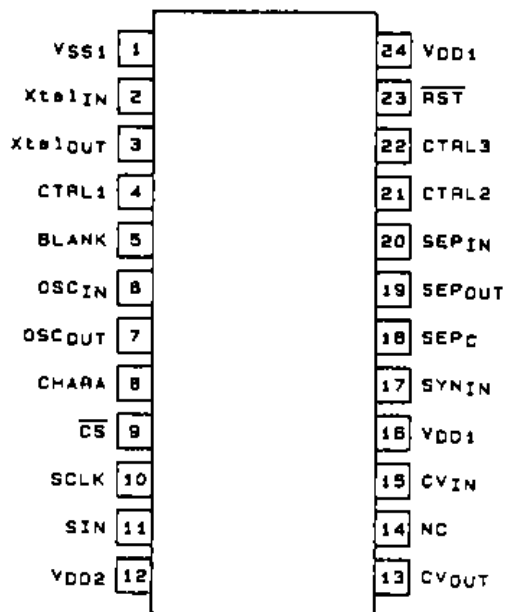 VSS1 1
XtalIN 2
XtalOUT 3
CTRL1 4
BLANK 5
OSCIN 6
OSCOUT 7
CHARA 8
CS 9
SCLK 10
SIN 11
VDD2 12
24 VDD1
23 RST
22 CTRL3
21 CTRL2
20 SEPIN
19 SEPOUT
18 SEPC
17 SYNIN
16 VDD1
15 CVIN
14 NC
13 CVOUT